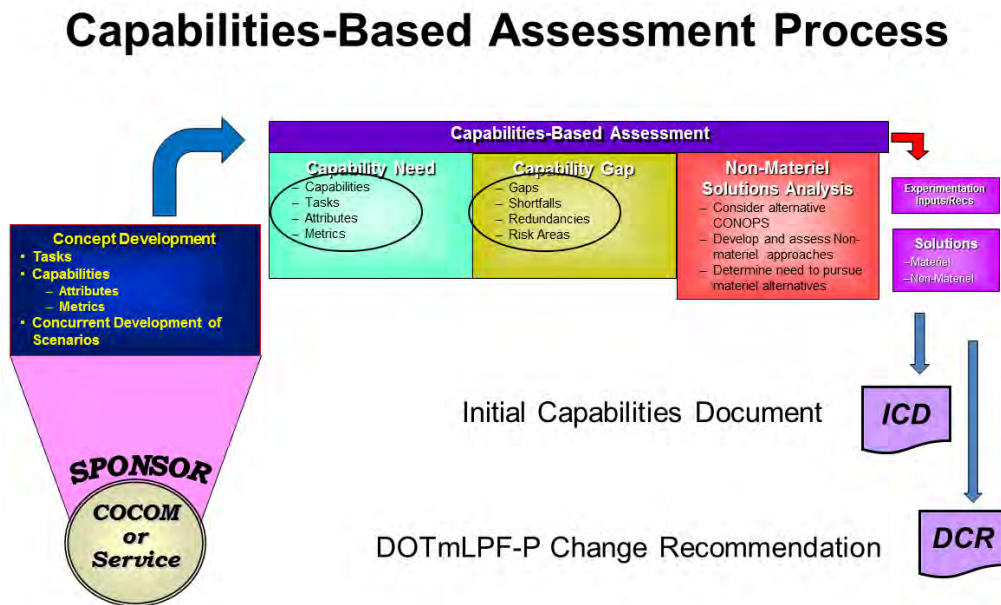 Capabilities-Based Assessment Process
Capabilities-Based Assessment
Capability Need
– Capabilities
– Tasks
– Attributes
– Metrics
Capability Gap
– Gaps
– Shortfalls
– Redundancies
– Risk Areas
Non-Materiel
Solutions Analysis
– Consider alternative
CONOPS
– Develop and assess Non-
materiel approaches
– Determine need to pursue
materiel alternatives
Experimentation
Inputs/Recs
Solutions
–Materiel
–Non-Materiel
Concept Development
• Tasks
• Capabilities
– Attributes
– Metrics
• Concurrent Development of
Scenarios
SPONSOR
COCOM
or
Service
Initial Capabilities Document
ICD
DOTmLPF-P Change Recommendation
DCR